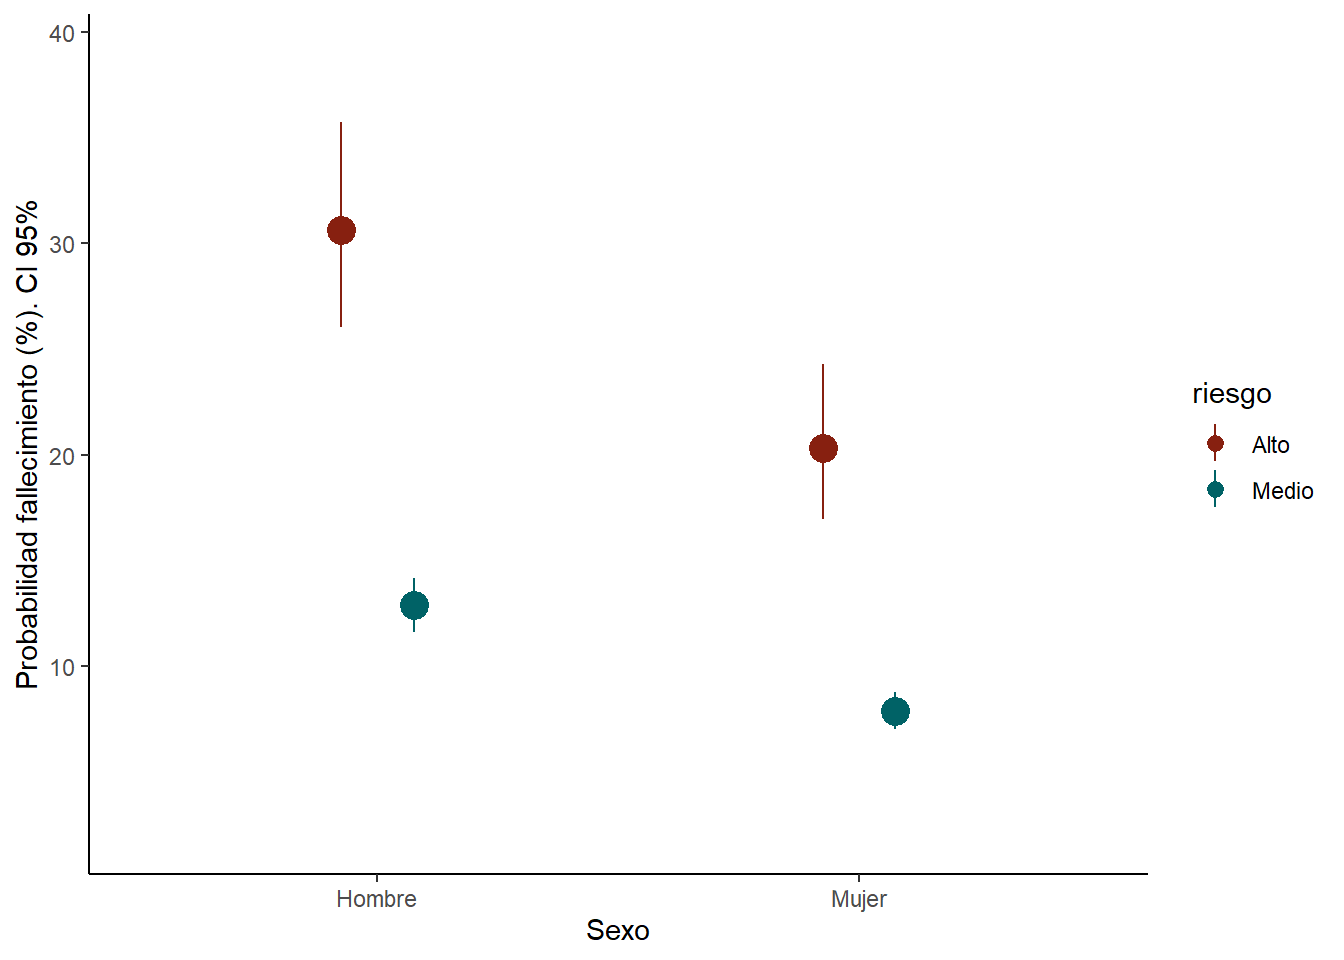 Probabilidad fallecimiento (%). CI 95%
40
30
20
10
Hombre
Mujer
Sexo
riesgo
Alto
Medio